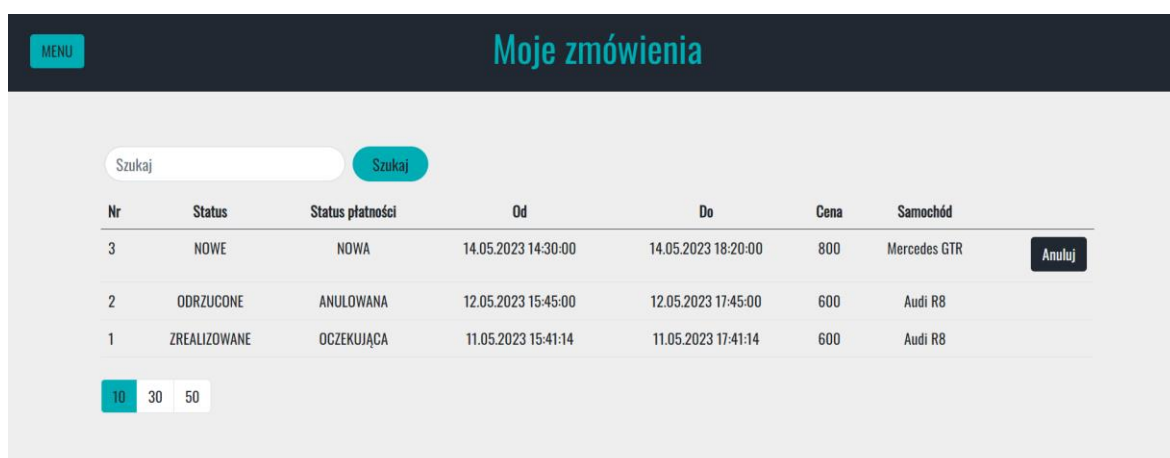 MENU
Moje zmówienia
Szukaj Szukaj
Nr Status Status płatności Od Do Cena Samochód
3 NOWE NOWA 14.05.2023 14:30:00 14.05.2023 18:20:00 800 Mercedes GTR Anuluj
2 ODRZUCONE ANULOWANA 12.05.2023 15:45:00 12.05.2023 17:45:00 600 Audi R8
1 ZREALIZOWANE OCZEKUJĄCA 11.05.2023 15:41:14 11.05.2023 17:41:14 600 Audi R8
10 30 50